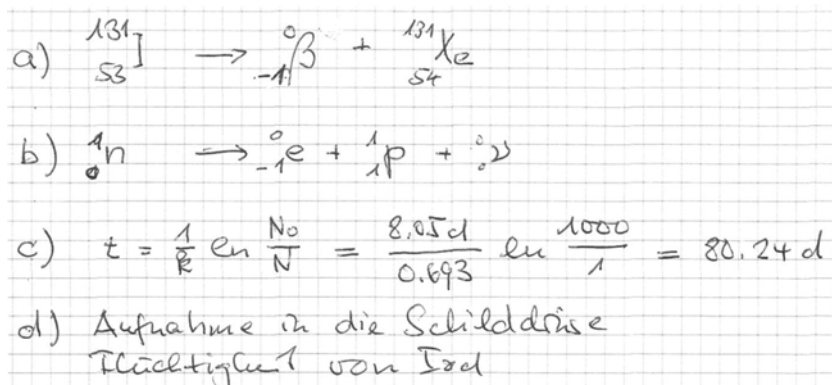 a) ¹³¹₅₃I → ⁰₋₁β + ¹³¹₅₄Xe
b) ¹₀n → ⁰₋₁e + ¹₁p + ⁰₀ν
c) t = 1/k ln N₀/N = 8.05d/0.693 ln 1000/1 = 80.24 d
d) Aufnahme in die Schilddrüse
Flüchtigkeit von Iod